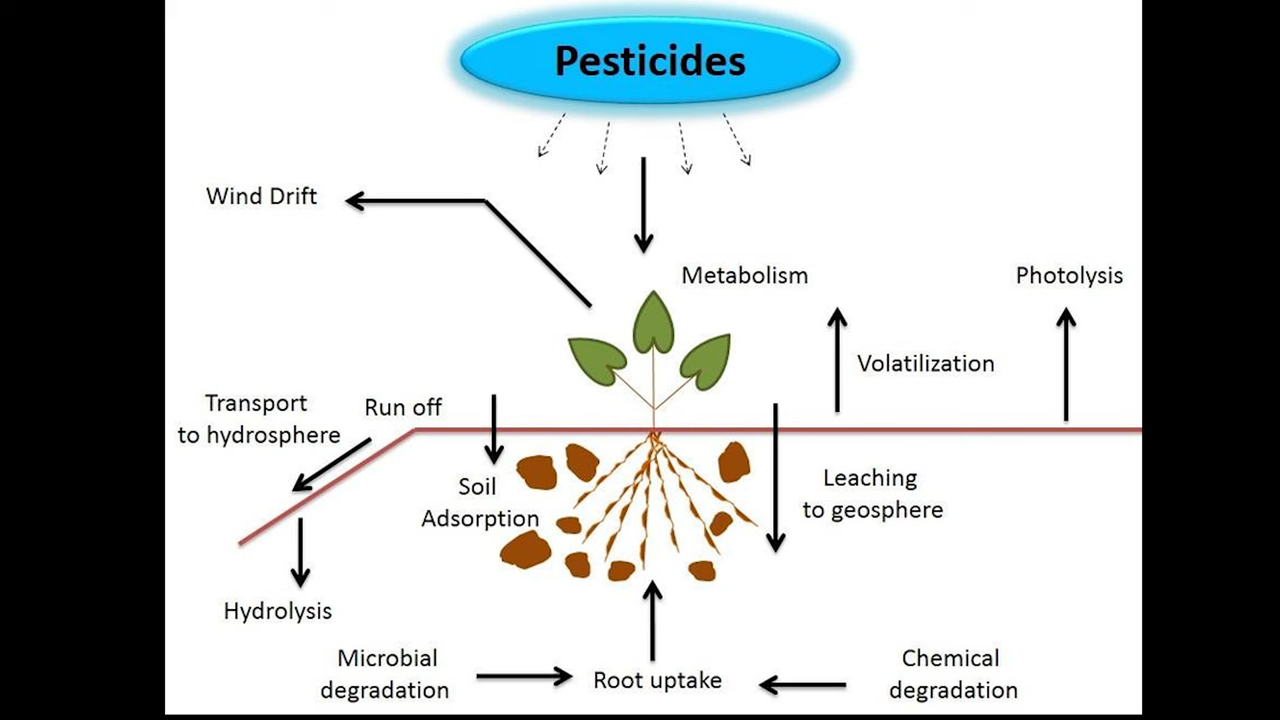 Pesticides
Wind Drift
Metabolism
Photolysis
Volatilization
Transport
to hydrosphere
Run off
Soil
Adsorption
Leaching
to geosphere
Hydrolysis
Microbial
degradation
Root uptake
Chemical
degradation